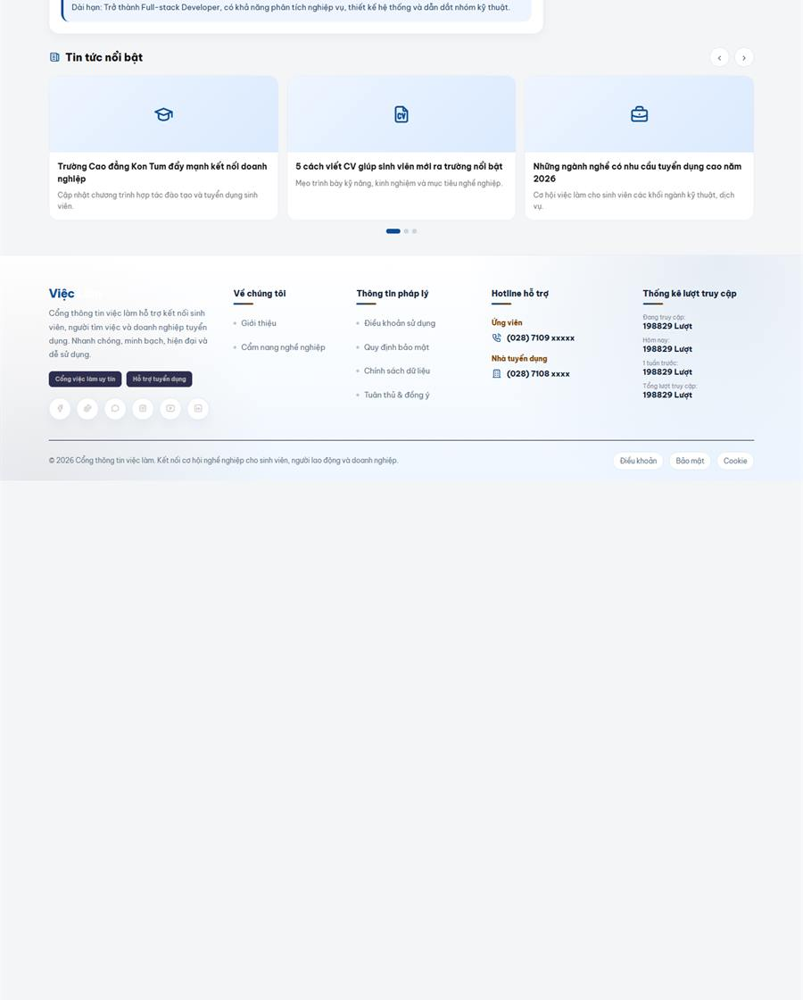 Dài hạn: Trở thành Full-stack Developer, có khả năng phân tích nghiệp vụ, thiết kế hệ thống và dẫn dắt nhóm kỹ thuật.
Tin tức nổi bật
Trường Cao đẳng Kon Tum đẩy mạnh kết nối doanh
nghiệp
Cập nhật chương trình hợp tác đào tạo và tuyển dụng sinh
viên.
CV
5 cách viết CV giúp sinh viên mới ra trường nổi bật
Mẹo trình bày kỹ năng, kinh nghiệm và mục tiêu nghề nghiệp.
Những ngành nghề có nhu cầu tuyển dụng cao năm
2026
Cơ hội việc làm cho sinh viên các khối ngành kỹ thuật, dịch
vụ.
Việc
Cổng thông tin việc làm hỗ trợ kết nối sinh
viên, người tìm việc và doanh nghiệp tuyển
dụng. Nhanh chóng, minh bạch, hiện đại và
dễ sử dụng.
Cổng việc làm uy tín
Hỗ trợ tuyển dụng
Về chúng tôi
Giới thiệu
Cẩm nang nghề nghiệp
Thông tin pháp lý
Điều khoản sử dụng
Quy định bảo mật
Chính sách dữ liệu
Tuân thủ & đồng ý
Hotline hỗ trợ
Ứng viên
(028) 7109 xxxxx
Nhà tuyển dụng
(028) 7108 xxxx
Thống kê lượt truy cập
Đang truy cập:
198829 Lượt
Hôm nay:
198829 Lượt
1 tuần trước:
198829 Lượt
Tổng lượt truy cập:
198829 Lượt
© 2026 Cổng thông tin việc làm. Kết nối cơ hội nghề nghiệp cho sinh viên, người lao động và doanh nghiệp.
Điều khoản
Bảo mật
Cookie